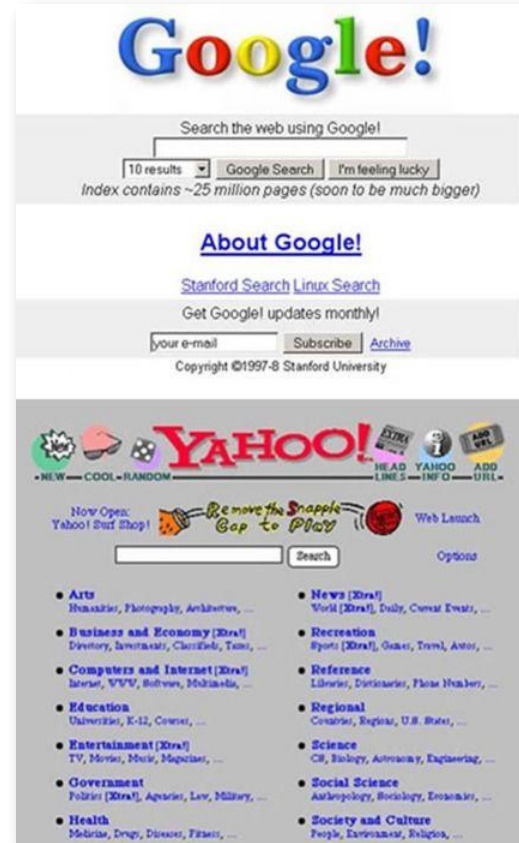 Google!
Search the web using Google!
10 results Google Search I'm feeling lucky
Index contains ~25 million pages (soon to be much bigger)
About Google!
Stanford Search Linux Search
Get Google! updates monthly!
your e-mail Subscribe Archive
Copyright ©1997-8 Stanford University
New EXTRA i ADD URL
YAHOO!
NEW COOL RANDOM HEAD LINES YAHOO INFO ADD URL
Now Open: Yahoo! Surf Shop!
Remove the Snapple
Cap to Play
Web Launch
Search Options
Arts
Humanities, Photography, Architecture, ...
Business and Economy [Xtra!]
Directory, Investments, Classifieds, Taxes, ...
Computers and Internet [Xtra!]
Internet, WWW, Software, Multimedia, ...
Education
Universities, K-12, Courses, ...
Entertainment [Xtra!]
TV, Movies, Music, Magazines, ...
Government
Politics [Xtra!], Agencies, Law, Military, ...
Health
Medicine, Drugs, Diseases, Fitness, ...
News [Xtra!]
World [Xtra!], Daily, Current Events, ...
Recreation
Sports [Xtra!], Games, Travel, Autos, ...
Reference
Libraries, Dictionaries, Phone Numbers, ...
Regional
Countries, Regions, U.S. States, ...
Science
CS, Biology, Astronomy, Engineering, ...
Social Science
Anthropology, Sociology, Economics, ...
Society and Culture
People, Environment, Religion, ...